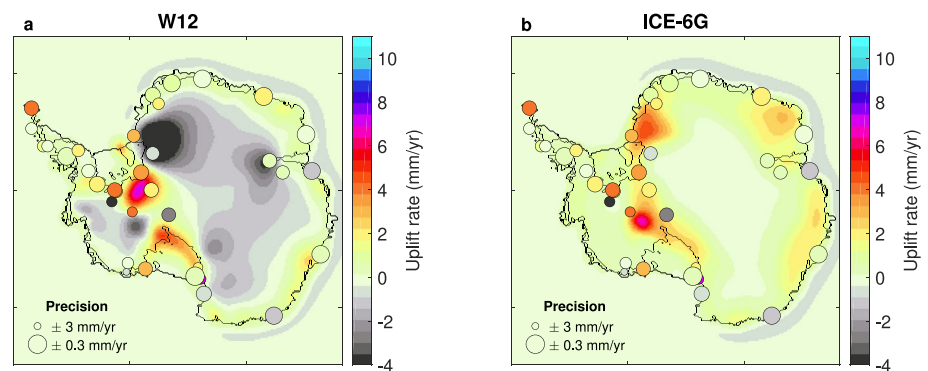 a W12
10
8
6
4
2
0
-2
-4
Uplift rate (mm/yr)
Precision
± 3 mm/yr
± 0.3 mm/yr
b ICE-6G
10
8
6
4
2
0
-2
-4
Uplift rate (mm/yr)
Precision
± 3 mm/yr
± 0.3 mm/yr